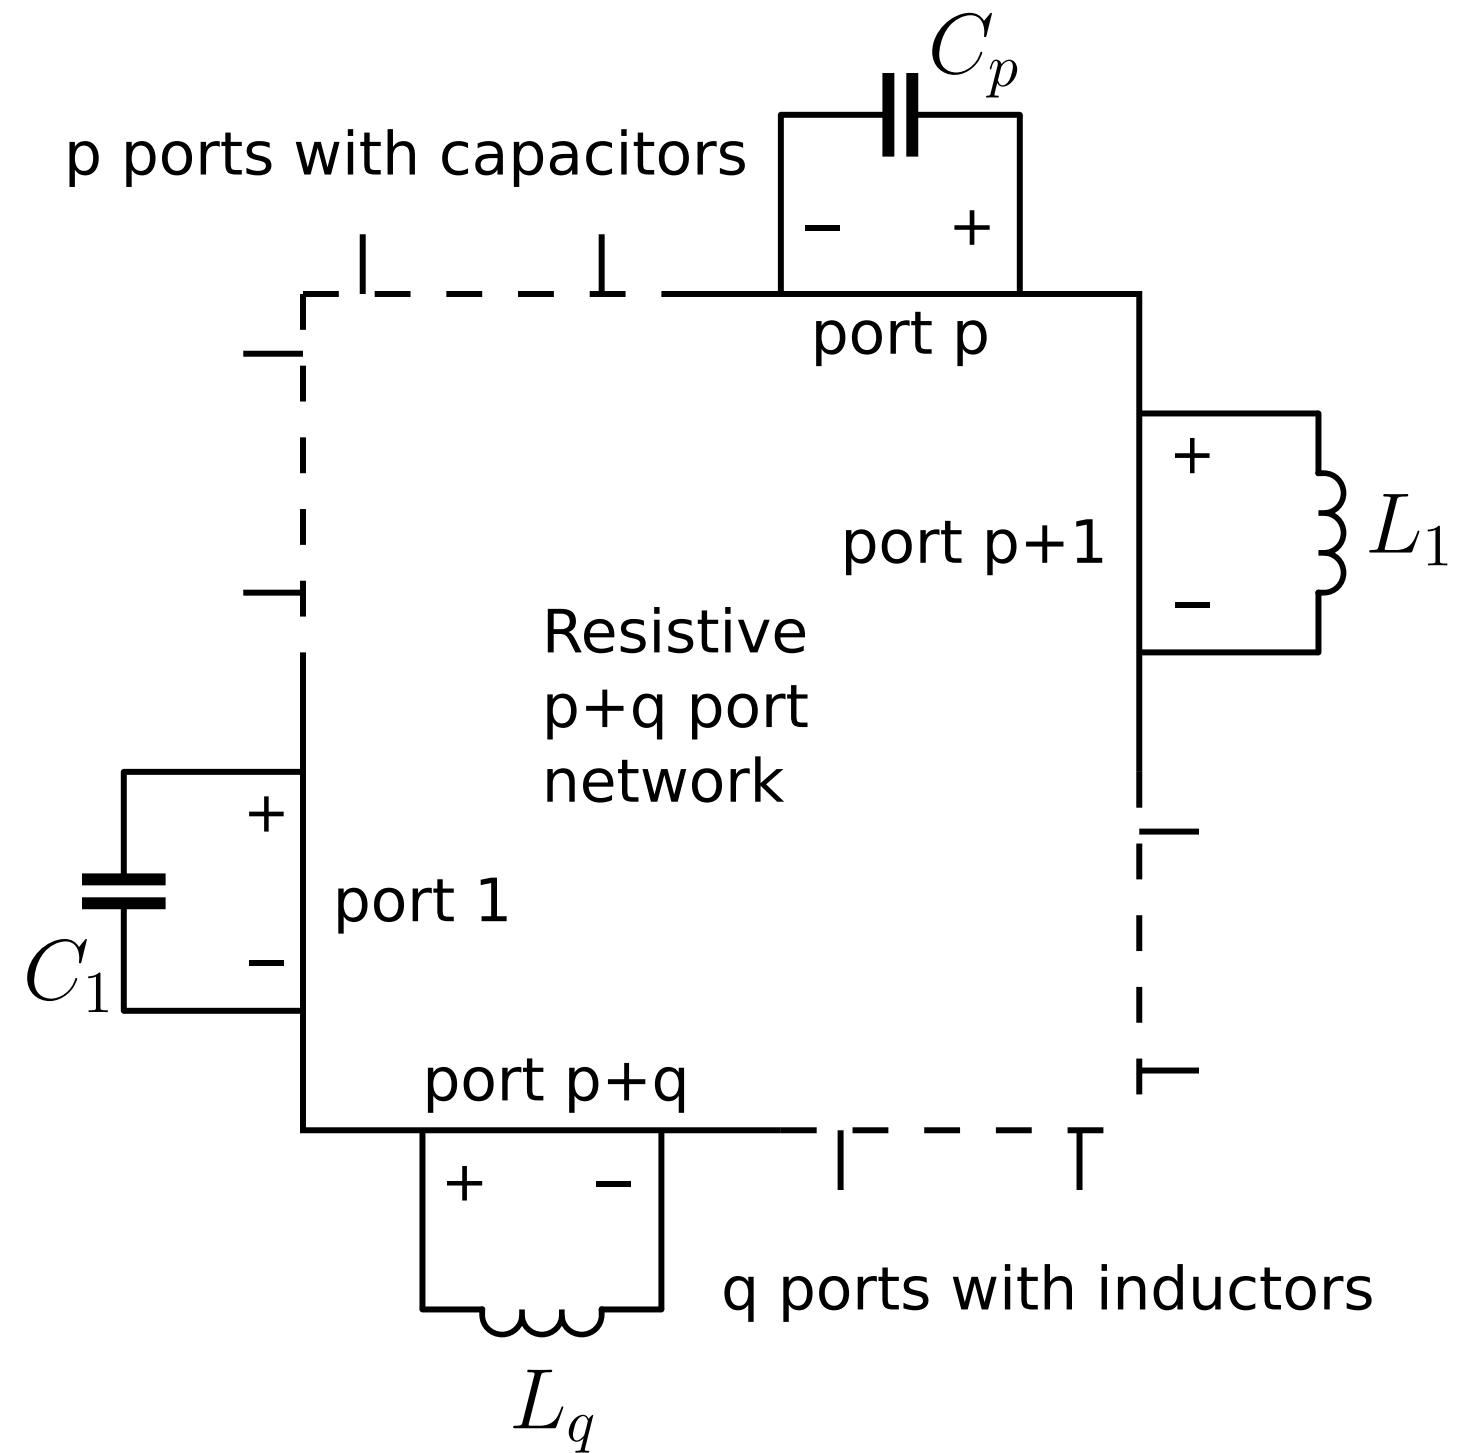 C_p
p ports with capacitors
− +
port p
+
port p+1
L_1
−
Resistive
p+q port
network
+
port 1
−
C_1
port p+q
+ −
q ports with inductors
L_q